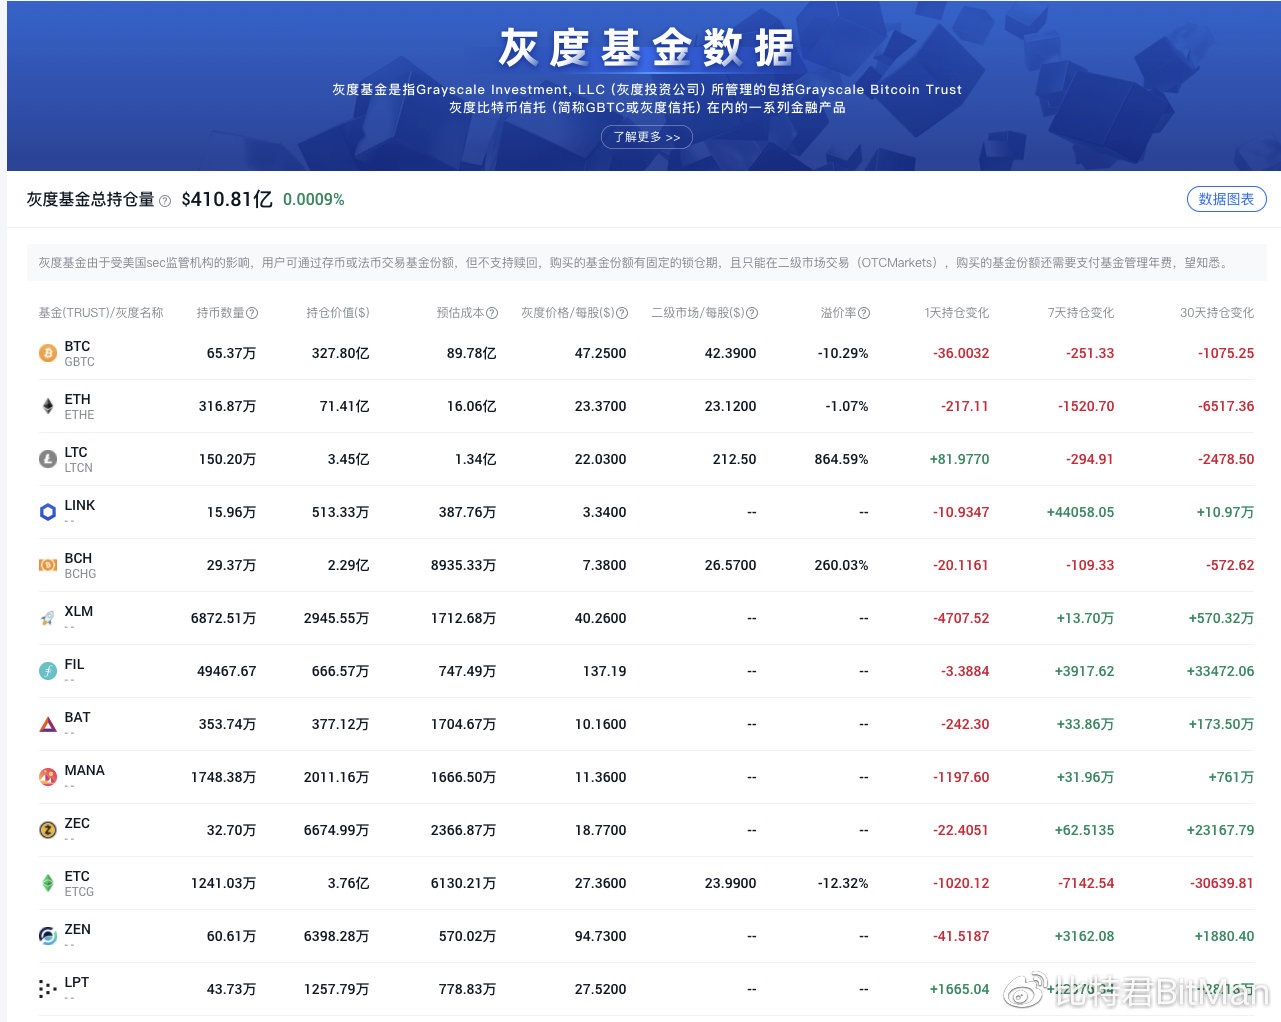 灰度基金数据
灰度基金是指Grayscale Investment, LLC (灰度投资公司) 所管理的包括Grayscale Bitcoin Trust
灰度比特币信托 (简称GBTC或灰度信托) 在内的一系列金融产品
了解更多 >>
灰度基金总持仓量 ? $410.81亿 0.0009% 数据图表
灰度基金由于受美国sec监管机构的影响，用户可通过存币或法币交易基金份额，但不支持赎回，购买的基金份额有固定的锁仓期，且只能在二级市场交易（OTCMarkets），购买的基金份额还需要支付基金管理年费，望知悉。
基金(TRUST)/灰度名称 持币数量? 持仓价值($) 预估成本? 灰度价格/每股($)? 二级市场/每股($)? 溢价率? 1天持仓变化 7天持仓变化 30天持仓变化
BTC 65.37万 327.80亿 89.78亿 47.2500 42.3900 -10.29% -36.0032 -251.33 -1075.25
GBTC
ETH 316.87万 71.41亿 16.06亿 23.3700 23.1200 -1.07% -217.11 -1520.70 -6517.36
ETHE
LTC 150.20万 3.45亿 1.34亿 22.0300 212.50 864.59% +81.9770 -294.91 -2478.50
LTCN
LINK 15.96万 513.33万 387.76万 3.3400 -- -- -10.9347 +44058.05 +10.97万
--
BCH 29.37万 2.29亿 8935.33万 7.3800 26.5700 260.03% -20.1161 -109.33 -572.62
BCHG
XLM 6872.51万 2945.55万 1712.68万 40.2600 -- -- -4707.52 +13.70万 +570.32万
--
FIL 49467.67 666.57万 747.49万 137.19 -- -- -3.3884 +3917.62 +33472.06
--
BAT 353.74万 377.12万 1704.67万 10.1600 -- -- -242.30 +33.86万 +173.50万
--
MANA 1748.38万 2011.16万 1666.50万 11.3600 -- -- -1197.60 +31.96万 +761万
--
ZEC 32.70万 6674.99万 2366.87万 18.7700 -- -- -22.4051 +62.5135 +23167.79
--
ETC 1241.03万 3.76亿 6130.21万 27.3600 23.9900 -12.32% -1020.12 -7142.54 -30639.81
ETCG
ZEN 60.61万 6398.28万 570.02万 94.7300 -- -- -41.5187 +3162.08 +1880.40
--
LPT 43.73万 1257.79万 778.83万 27.5200 -- -- +1665.04
--
比特君BitMan